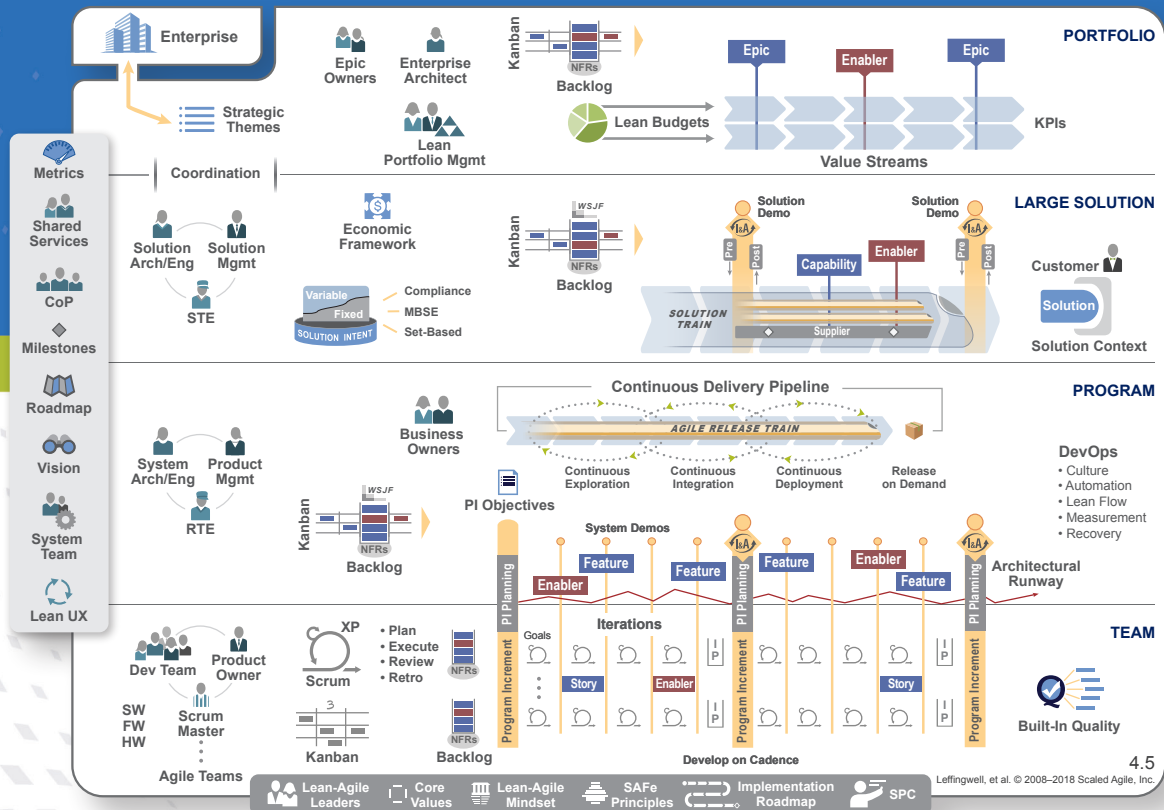 Enterprise
Strategic
Themes
Epic
Owners
Enterprise
Architect
Lean
Portfolio Mgmt
Kanban
NFRs
Backlog
Lean Budgets
Epic
Enabler
Epic
Value Streams
KPIs
PORTFOLIO
Metrics
Shared
Services
CoP
Milestones
Roadmap
Vision
System
Team
Lean UX
Coordination
Solution
Arch/Eng
Solution
Mgmt
STE
Economic
Framework
Variable
Fixed
SOLUTION INTENT
Compliance
MBSE
Set-Based
Kanban
WSJF
NFRs
Backlog
Solution
Demo
I&A
Pre
Post
Capability
Enabler
Solution
Demo
I&A
Pre
Post
SOLUTION
TRAIN
Supplier
LARGE SOLUTION
Customer
Solution
Solution Context
System
Arch/Eng
Product
Mgmt
RTE
Business
Owners
Kanban
WSJF
NFRs
Backlog
Continuous Delivery Pipeline
AGILE RELEASE TRAIN
Continuous
Exploration
Continuous
Integration
Continuous
Deployment
Release
on Demand
PI Objectives
System Demos
I&A
I&A
PI Planning
Enabler
Feature
Feature
PI Planning
Feature
Enabler
Feature
PI Planning
Architectural
Runway
PROGRAM
DevOps
• Culture
• Automation
• Lean Flow
• Measurement
• Recovery
Dev Team
Product
Owner
Scrum
Master
SW
FW
HW
Agile Teams
XP
Scrum
• Plan
• Execute
• Review
• Retro
3
Kanban
NFRs
NFRs
Backlog
Program Increment
Goals
Iterations
Story
Enabler
I P
I P
Program Increment
Story
I P
I P
Program Increment
Develop on Cadence
TEAM
Built-In Quality
4.5
Leffingwell, et al. © 2008–2018 Scaled Agile, Inc.
Lean-Agile
Leaders
Core
Values
Lean-Agile
Mindset
SAFe
Principles
Implementation
Roadmap
SPC